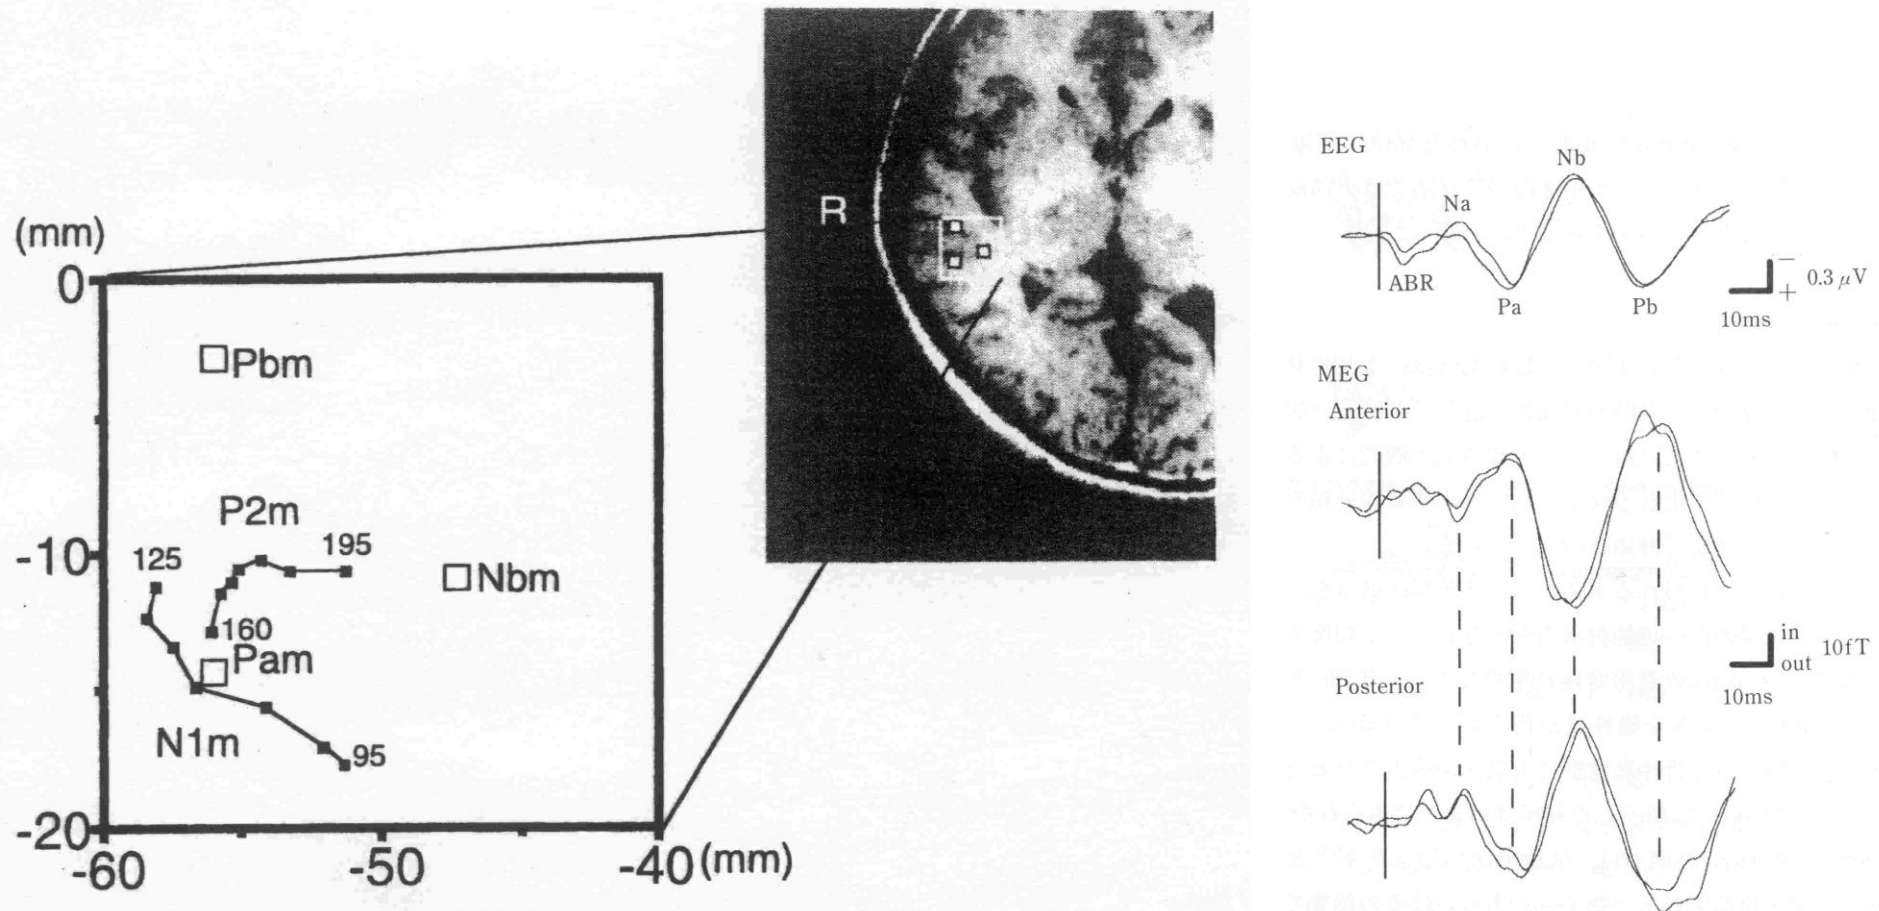 (mm)
0
-10
-20
-60
-50
-40
(mm)
Pbm
P2m
125
195
Nbm
160
Pam
N1m
95
R
EEG
Na
Nb
ABR
Pa
Pb
−
+
0.3 μV
10ms
MEG
Anterior
in
out
10fT
10ms
Posterior